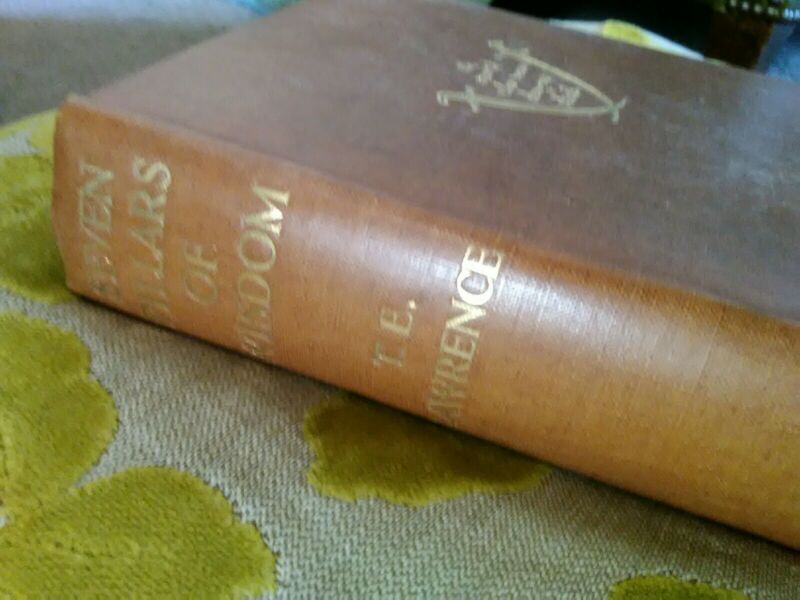 SEVEN
PILLARS
OF
WISDOM
T. E.
LAWRENCE